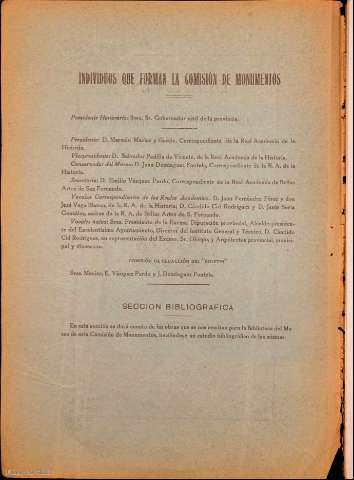 INDIVIDUOS QUE FORMAN LA COMISIÓN DE MONUMENTOS
Presidente Honorario: Ilmo. Sr. Gobernador civil de la provincia.
Presidente: D. Marcelo Macías y García, Correspondiente de la Real Academia de la
Historia.
Vicepresidente: D. Salvador Padilla de Vicente, de la Real Academia de la Historia.
Conservador del Museo: D. Juan Domínguez Fontela, Correspondiente de la R. A. de la
Historia.
Secretario: D. Emilio Vázquez Pardo, Correspondiente de la Real Academia de Bellas
Artes de San Fernando.
Vocales Correspondientes de las Reales Academias: D. Juan Fernández Pérez y don
José Vega Blanco, de la R. A. de la Historia; D. Cándido Cid Rodríguez y D. Jesús Soria
González, ambos de la R. A. de Bellas Artes de S. Fernando.
Vocales natos: Sres. Presidente de la Excma. Diputación provincial, Alcalde-presiden-
te del Excelentísimo Ayuntamiento, Director del Instituto General y Técnico, D. Cándido
Cid Rodríguez, en representación del Excmo. Sr. Obispo, y Arquitectos provincial, munici-
pal y diocesano.
COMISIÓN DE REDACCIÓN DEL "BOLETÍN"
Sres. Macías, E. Vázquez Pardo y J. Domínguez Fontela.
SECCION BIBLIOGRAFICA
En esta sección se dará cuenta de las obras que se nos remitan para la Biblioteca del Mu-
seo de esta Comisión de Monumentos, haciéndose un estudio bibliográfico de las mismas.